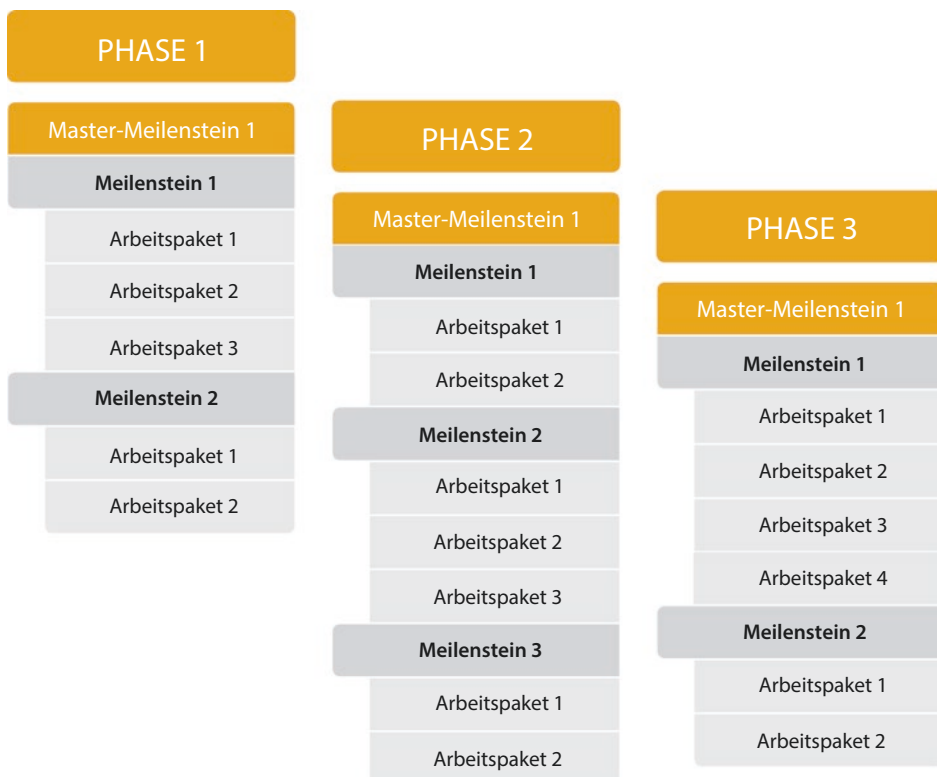 PHASE 1
Master-Meilenstein 1
Meilenstein 1
Arbeitspaket 1
Arbeitspaket 2
Arbeitspaket 3
Meilenstein 2
Arbeitspaket 1
Arbeitspaket 2
PHASE 2
Master-Meilenstein 1
Meilenstein 1
Arbeitspaket 1
Arbeitspaket 2
Meilenstein 2
Arbeitspaket 1
Arbeitspaket 2
Arbeitspaket 3
Meilenstein 3
Arbeitspaket 1
Arbeitspaket 2
PHASE 3
Master-Meilenstein 1
Meilenstein 1
Arbeitspaket 1
Arbeitspaket 2
Arbeitspaket 3
Arbeitspaket 4
Meilenstein 2
Arbeitspaket 1
Arbeitspaket 2